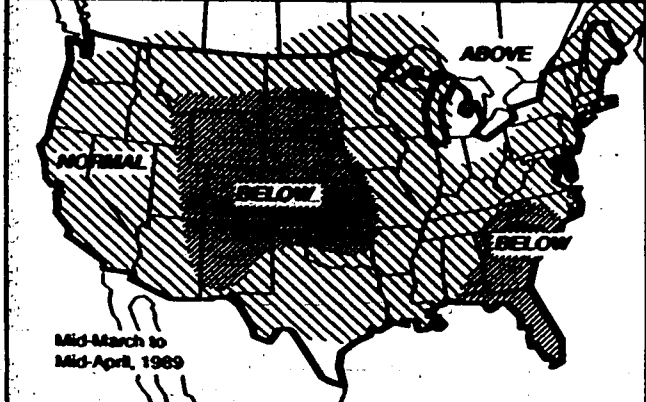 ABOVE
NORMAL
BELOW
BELOW
Mid-March to
Mid-April, 1989